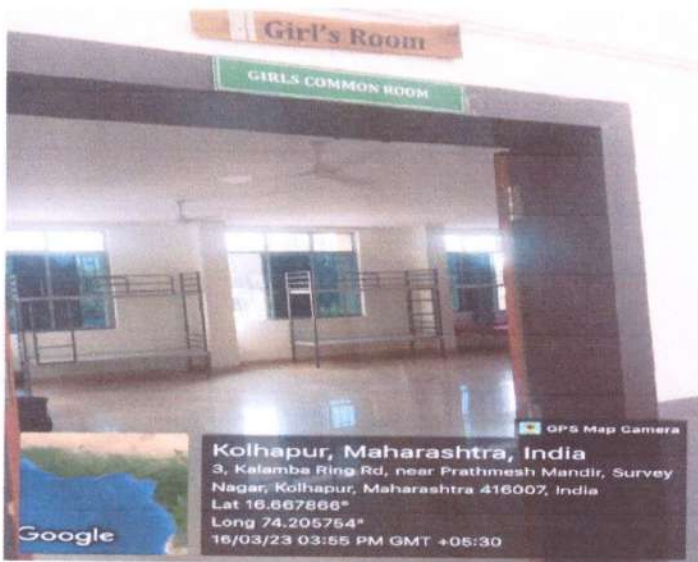 Girl's Room
GIRLS COMMON ROOM
GPS Map Camera
Kolhapur, Maharashtra, India
3, Kalamba Ring Rd, near Prathmesh Mandir, Survey
Nagar, Kolhapur, Maharashtra 416007, India
Lat 16.667866°
Long 74.205754°
16/03/23 03:55 PM GMT +05:30
Google